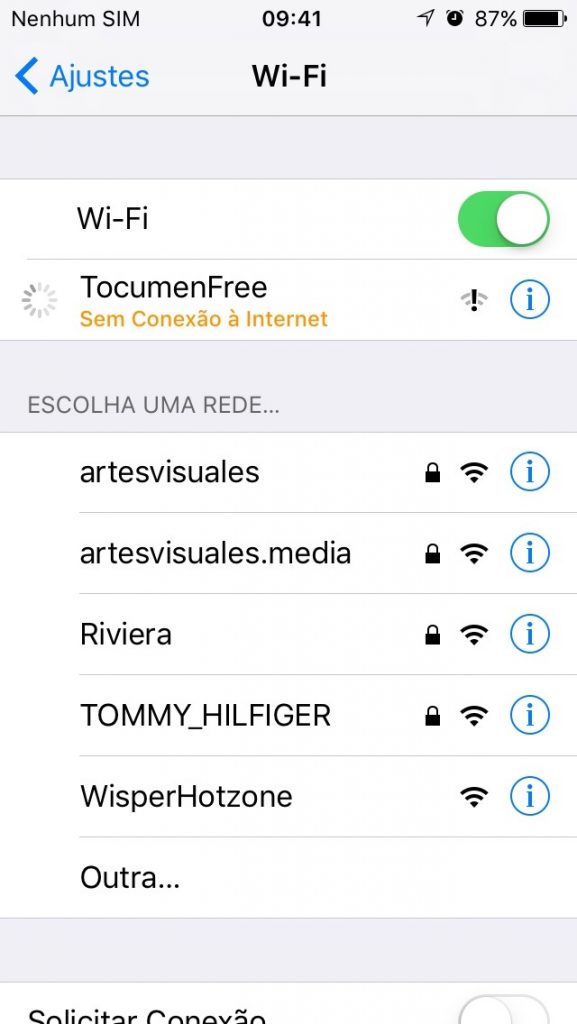 Nenhum SIM 09:41 87%
Ajustes Wi-Fi
Wi-Fi
TocumenFree
Sem Conexão à Internet
ESCOLHA UMA REDE...
artesvisuales
artesvisuales.media
Riviera
TOMMY_HILFIGER
WisperHotzone
Outra...
Solicitar Conexão